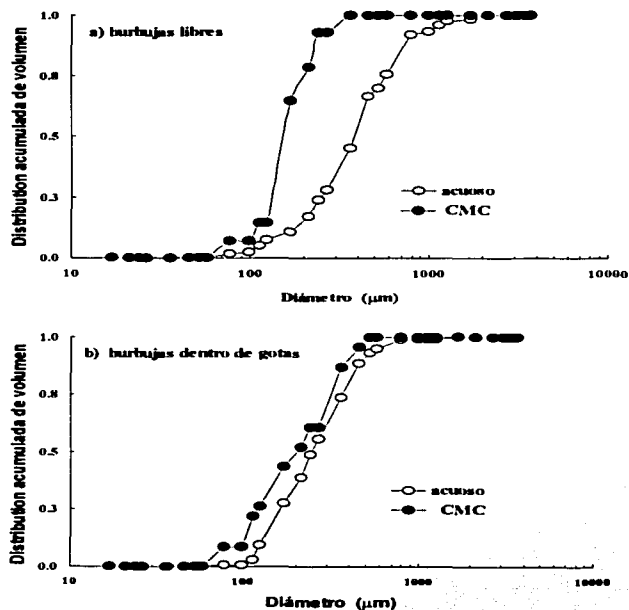 a) burbujas libres
Distribution acumulada de volumen
1.0
0.8
0.5
0.3
0.0
acuoso
CMC
10
100
1000
10000
Diámetro (µm)
b) burbujas dentro de gotas
Distribution acumulada de volumen
1.0
0.8
0.5
0.3
0.0
acuoso
CMC
10
100
1000
10000
Diámetro (µm)